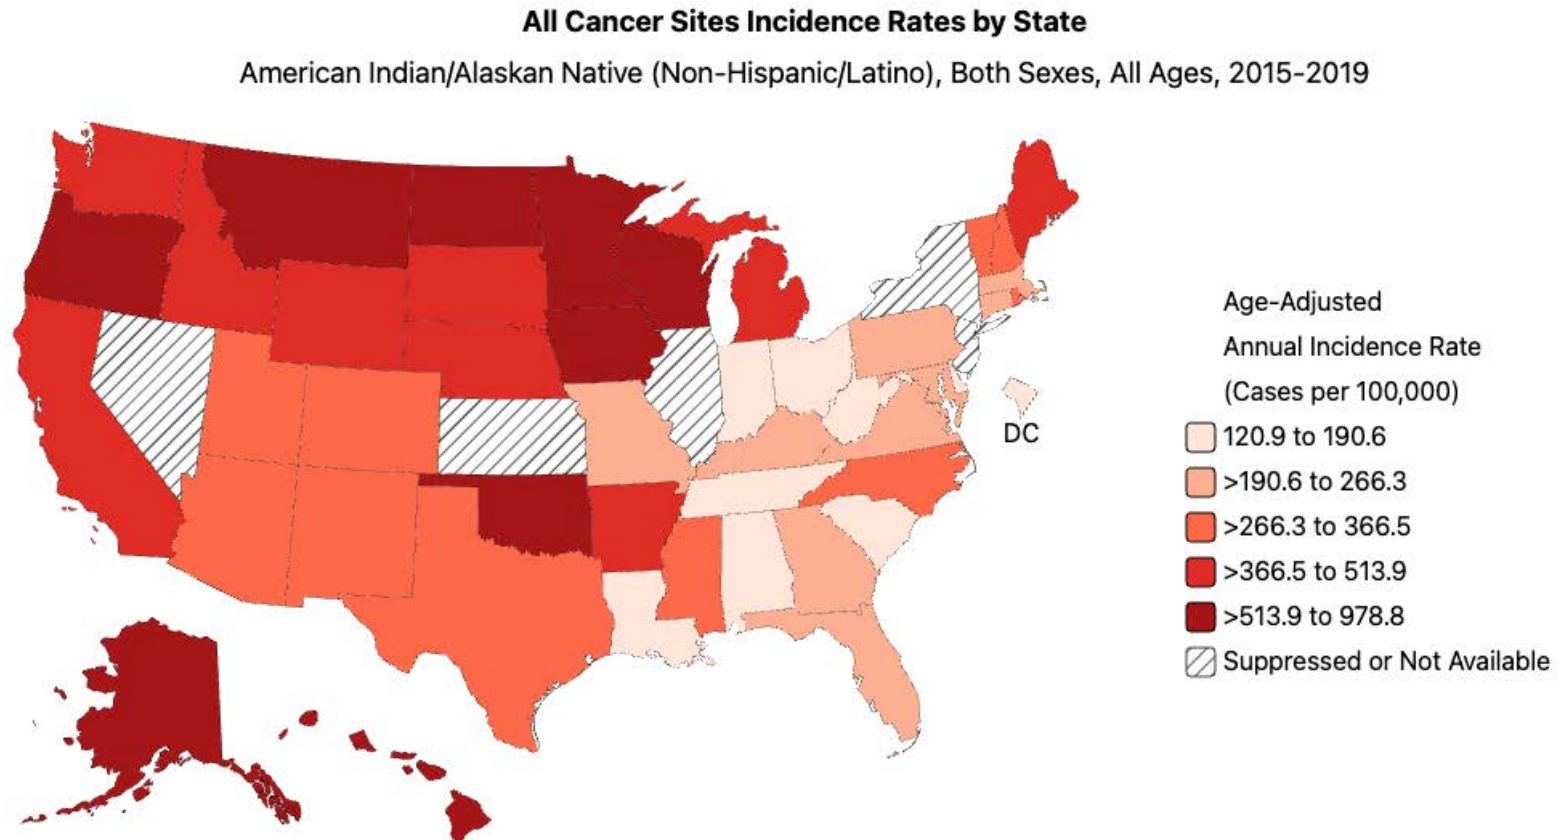 All Cancer Sites Incidence Rates by State
American Indian/Alaskan Native (Non-Hispanic/Latino), Both Sexes, All Ages, 2015-2019
DC
Age-Adjusted
Annual Incidence Rate
(Cases per 100,000)
120.9 to 190.6
>190.6 to 266.3
>266.3 to 366.5
>366.5 to 513.9
>513.9 to 978.8
Suppressed or Not Available